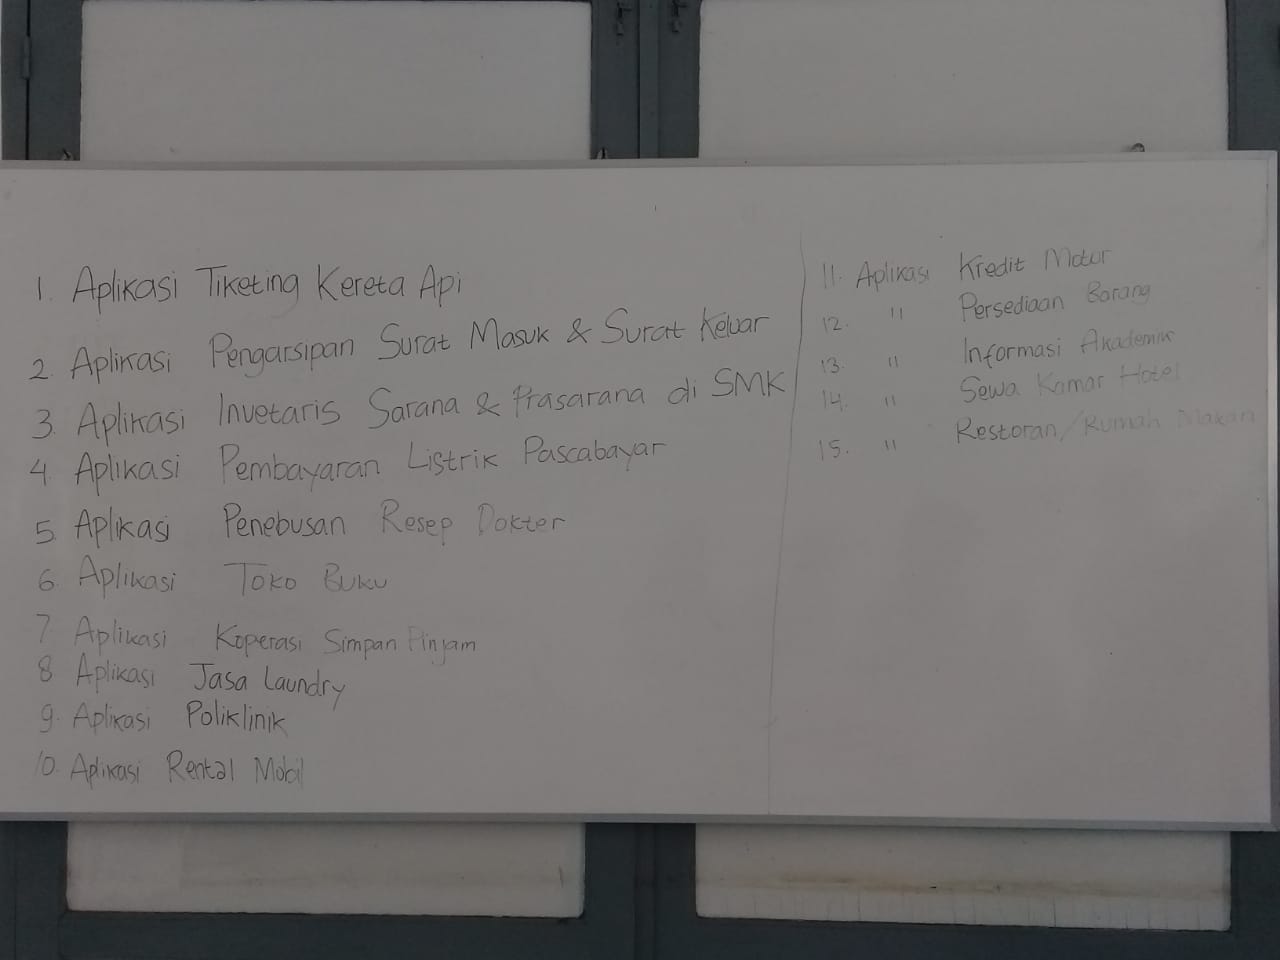 1. Aplikasi Tiketing Kereta Api
2. Aplikasi Pengarsipan Surat Masuk & Surat Keluar
3. Aplikasi Invetaris Sarana & Prasarana di SMK
4. Aplikasi Pembayaran Listrik Pascabayar
5. Aplikasi Penebusan Resep Dokter
6. Aplikasi Toko Buku
7 Aplikasi Koperasi Simpan Pinjam
8 Aplikasi Jasa Laundry
9. Aplikasi Poliklinik
10. Aplikasi Rental Mobil
11. Aplikasi Kredit Motor
12. " Persediaan Barang
13. " Informasi Akademik
14. " Sewa Kamar Hotel
15. " Restoran/Rumah Makan